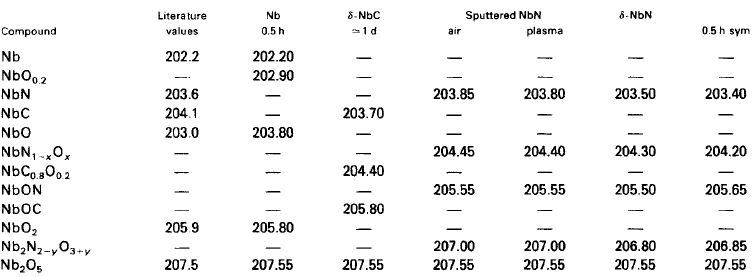 Literature Nb δ-NbC Sputtered NbN δ-NbN
Compound values 0.5 h ≃ 1 d air plasma 0.5 h sym
Nb 202.2 202.20 — — — — —
NbO0.2 — 202.90 — — — — —
NbN 203.6 — — 203.85 203.80 203.50 203.40
NbC 204.1 — 203.70 — — — —
NbO 203.0 203.80 — — — — —
NbN1−xOx — — — 204.45 204.40 204.30 204.20
NbC0.8O0.2 — — 204.40 — — — —
NbON — — — 205.55 205.55 205.50 205.65
NbOC — — 205.80 — — — —
NbO2 205.9 205.80 — — — — —
Nb2N2−yO3+y — — — 207.00 207.00 206.80 206.85
Nb2O5 207.5 207.55 207.55 207.55 207.55 207.55 207.55